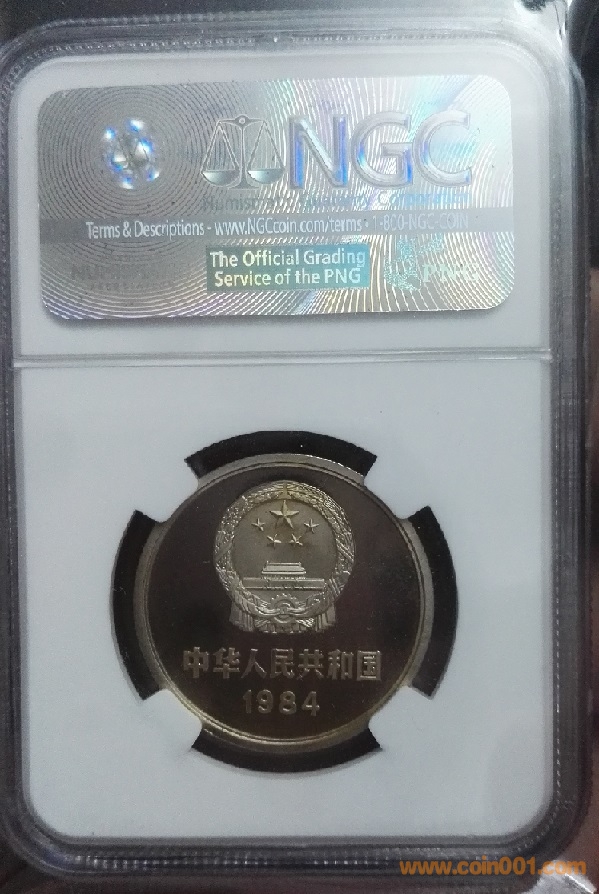 NGC
Terms & Descriptions - www.NGCcoin.com/terms • 1-800-NGC-COIN
The Official Grading
Service of the PNG
PNG
中华人民共和国
1984
www.coin001.com